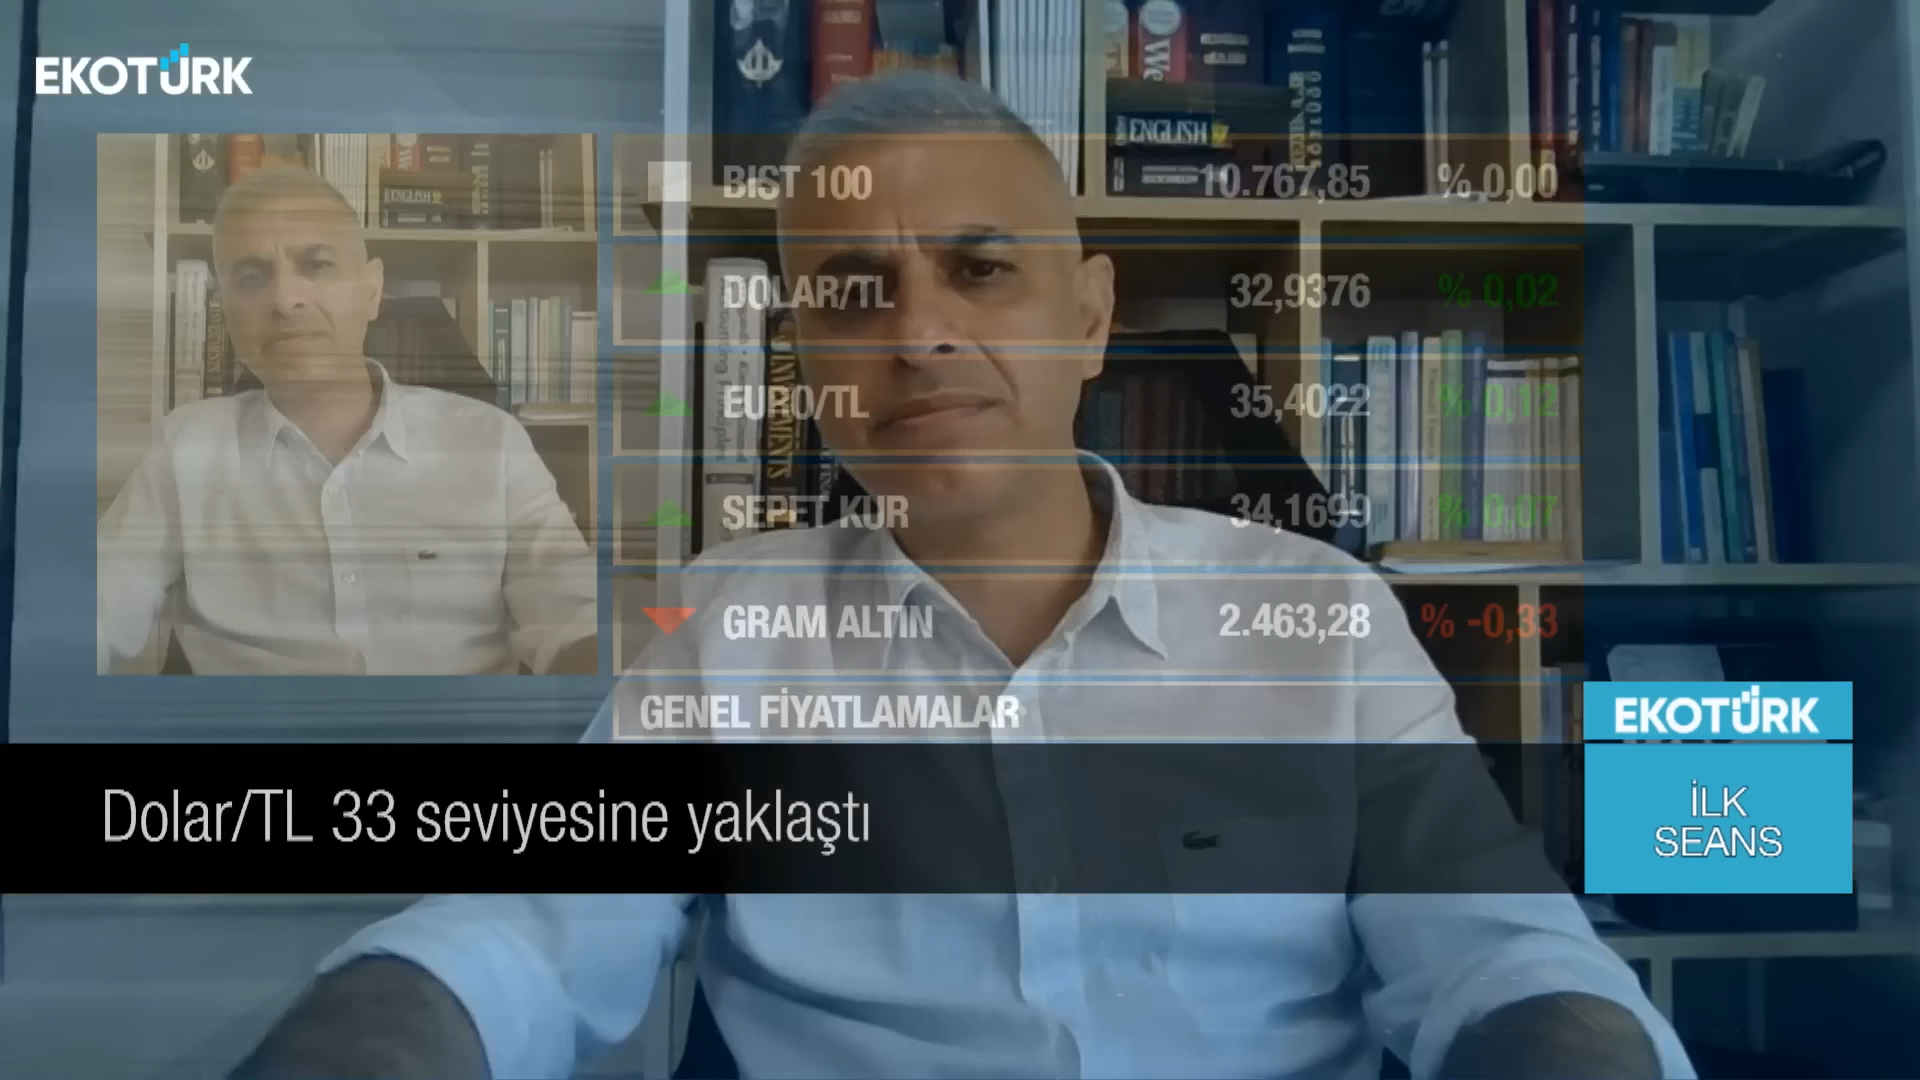 EKOTÜRK
BIST 100 10.767,85 % 0,00
DOLAR/TL 32,9376 % 0,02
EURO/TL 35,4022 % 0,12
SEPET KUR 34,1699 % 0,07
GRAM ALTIN 2.463,28 % -0,33
GENEL FİYATLAMALAR
EKOTÜRK
Dolar/TL 33 seviyesine yaklaştı
İLK
SEANS
ENGLISH
ENGLISH